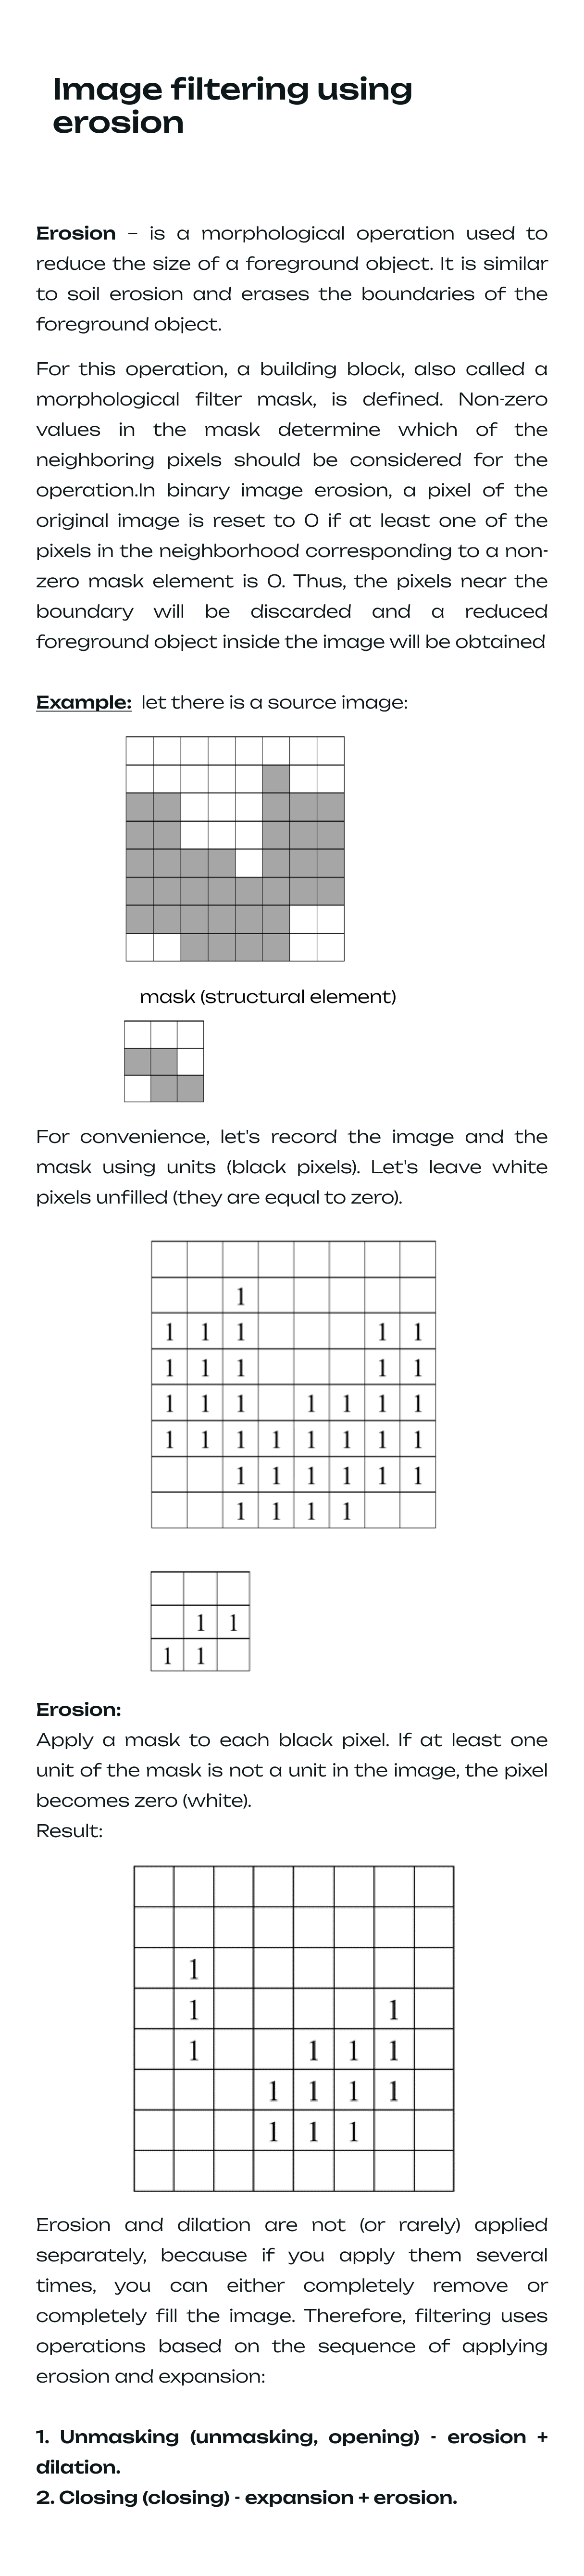 Image filtering using
erosion
Erosion – is a morphological operation used to
reduce the size of a foreground object. It is similar
to soil erosion and erases the boundaries of the
foreground object.
For this operation, a building block, also called a
morphological filter mask, is defined. Non-zero
values in the mask determine which of the
neighboring pixels should be considered for the
operation.In binary image erosion, a pixel of the
original image is reset to 0 if at least one of the
pixels in the neighborhood corresponding to a non-
zero mask element is 0. Thus, the pixels near the
boundary will be discarded and a reduced
foreground object inside the image will be obtained
Example: let there is a source image:
mask (structural element)
For convenience, let's record the image and the
mask using units (black pixels). Let's leave white
pixels unfilled (they are equal to zero).
1
1 1 1 1 1
1 1 1 1 1
1 1 1 1 1 1 1
1 1 1 1 1 1 1 1
1 1 1 1 1 1
1 1 1 1
1 1
1 1
Erosion:
Apply a mask to each black pixel. If at least one
unit of the mask is not a unit in the image, the pixel
becomes zero (white).
Result:
1
1 1
1 1 1 1
1 1 1 1
1 1 1
Erosion and dilation are not (or rarely) applied
separately, because if you apply them several
times, you can either completely remove or
completely fill the image. Therefore, filtering uses
operations based on the sequence of applying
erosion and expansion:
1. Unmasking (unmasking, opening) - erosion +
dilation.
2. Closing (closing) - expansion + erosion.